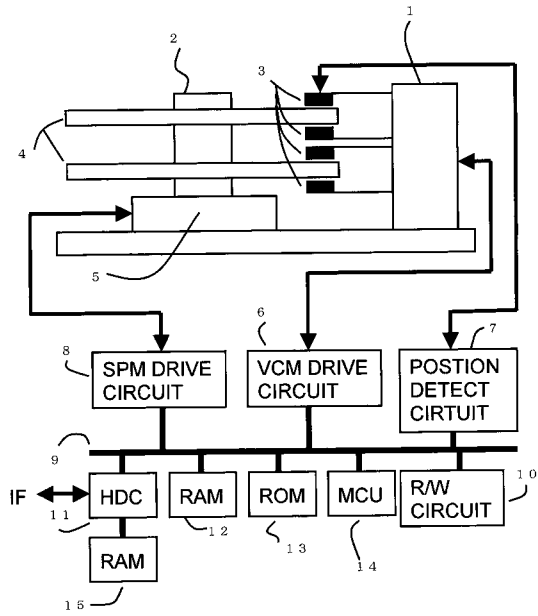 1
2
3
4
5
6
7
8
SPM DRIVE
CIRCUIT
VCM DRIVE
CIRCUIT
POSTION
DETECT
CIRTUIT
9
IF
HDC
RAM
ROM
MCU
R/W
CIRCUIT
10
11
12
13
14
RAM
15